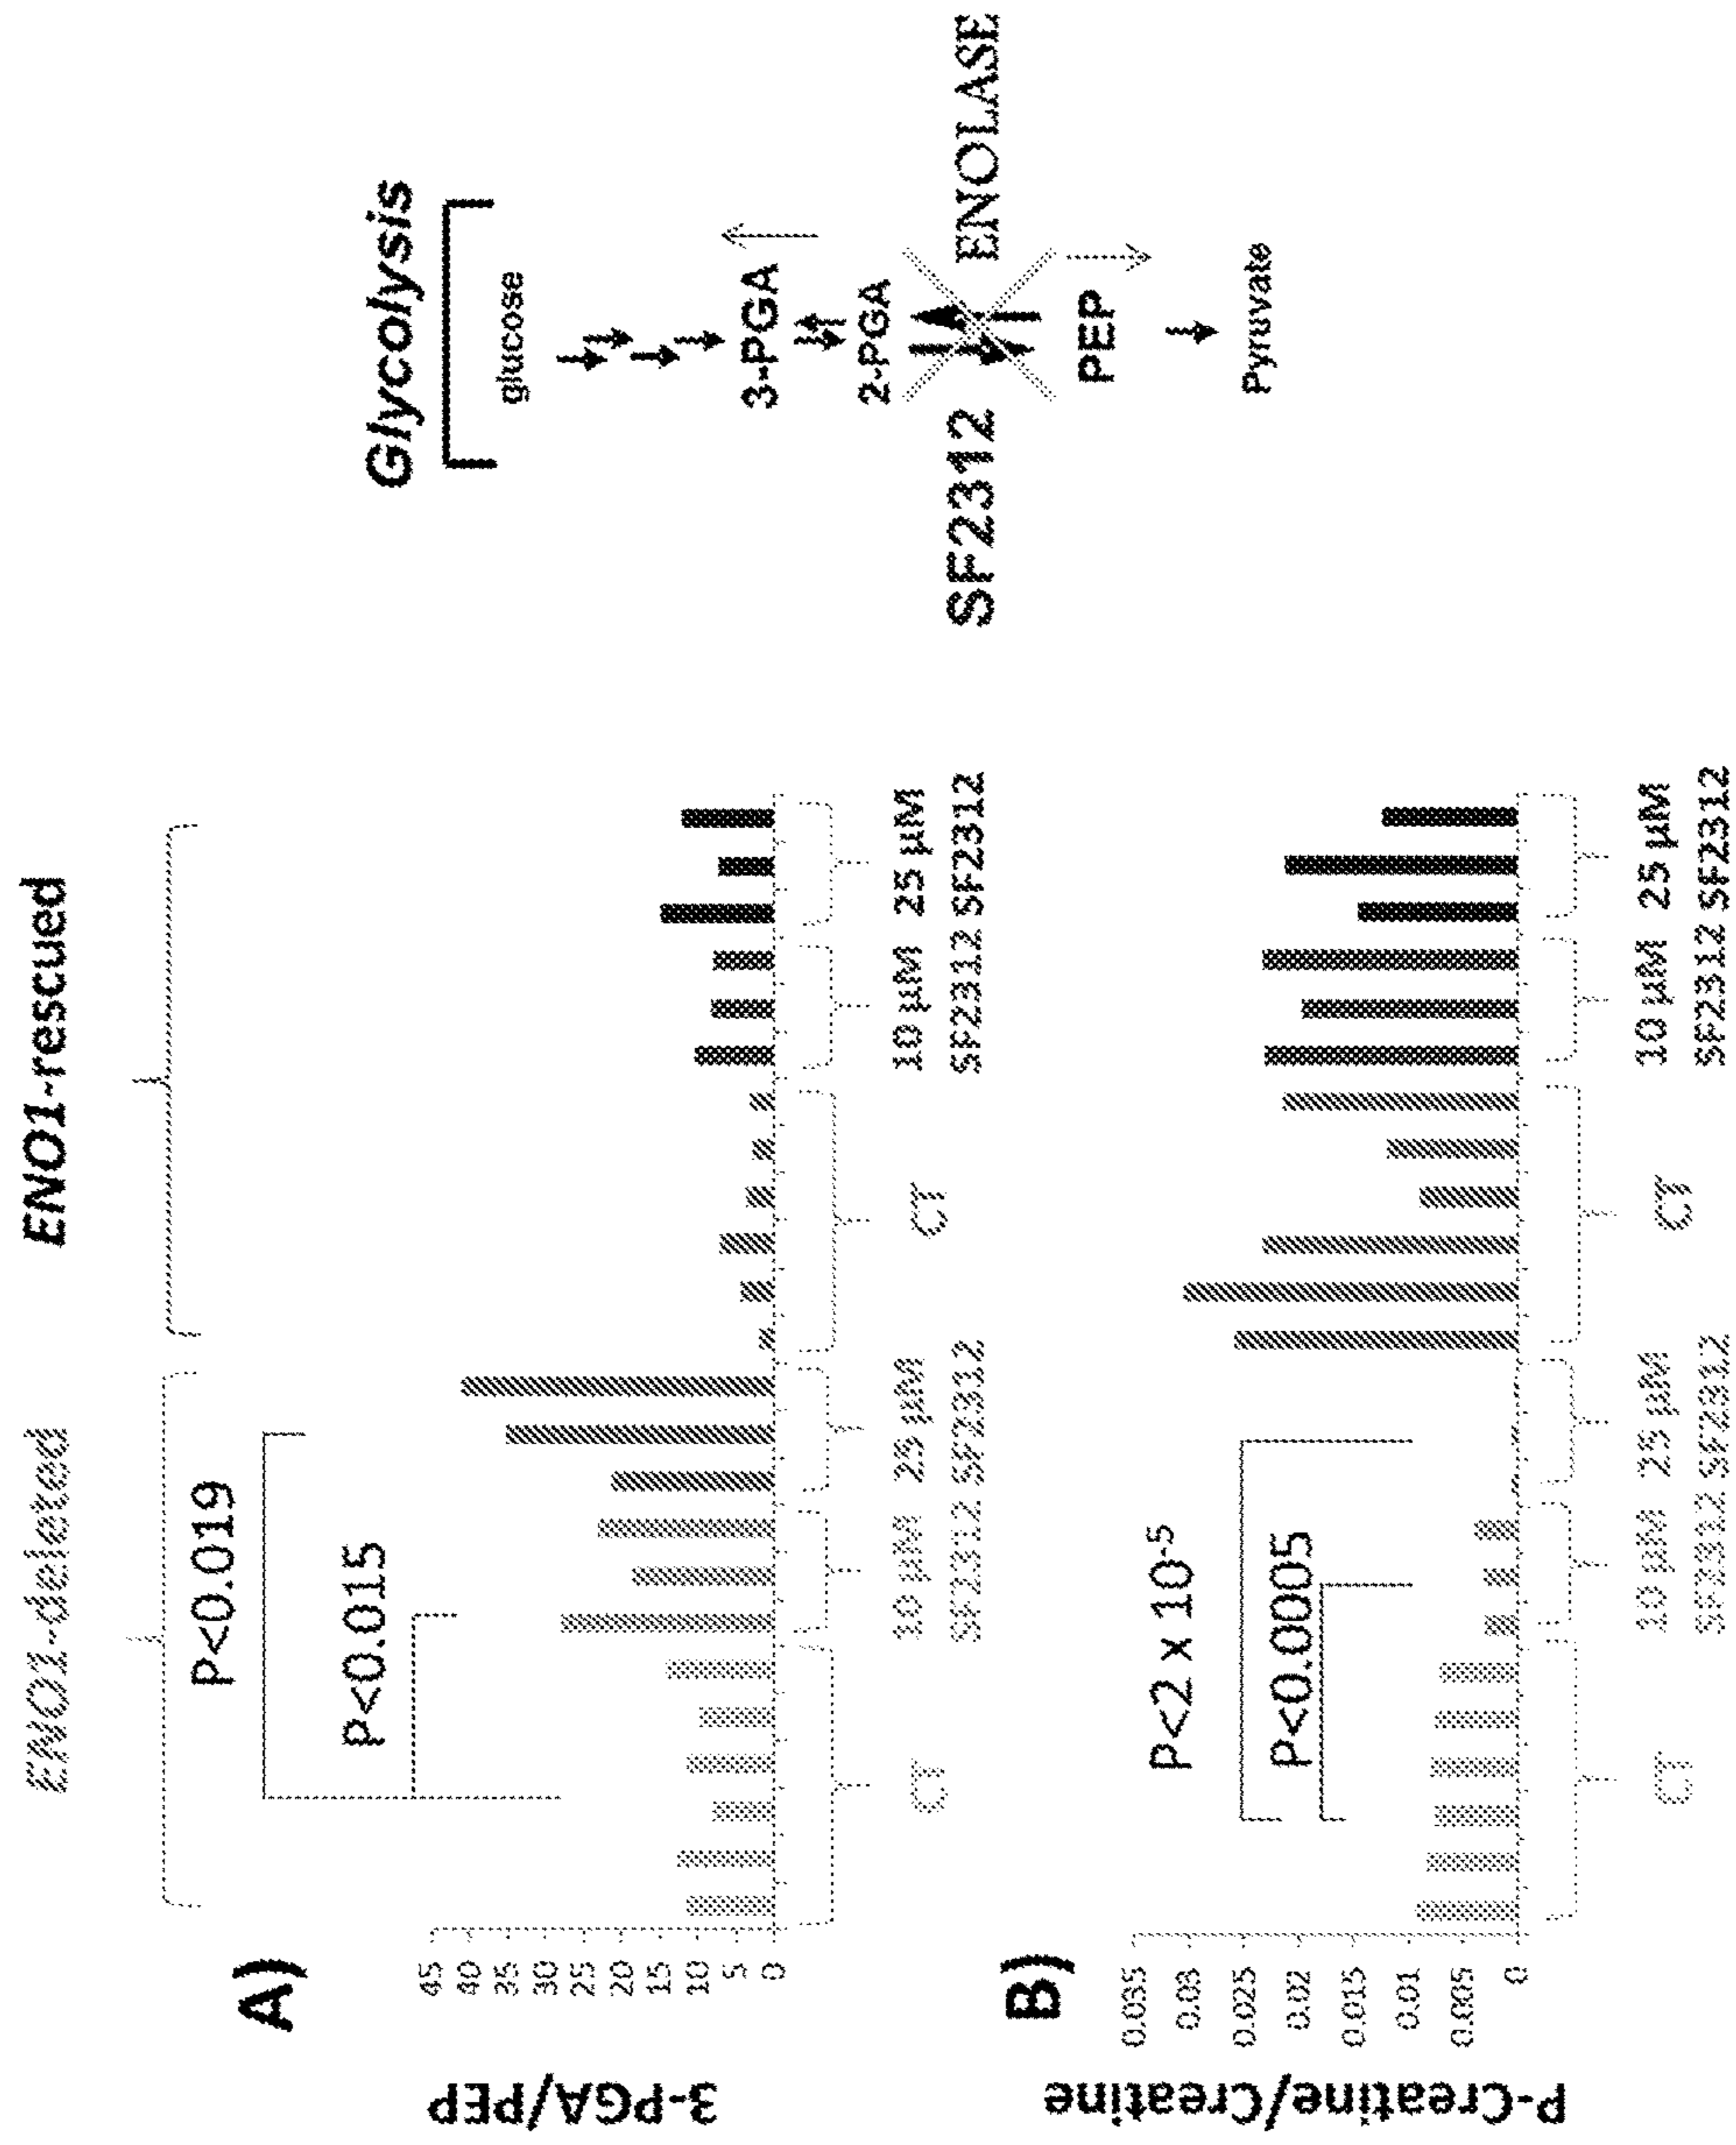 ENO1-deleted
ENO1-rescued
A)
P<0.019
P<0.015
3-PGA/PEP
45
40
35
30
25
20
15
10
5
0
CT
10 µM 25 µM
SF2312 SF2312
CT
10 µM 25 µM
SF2312 SF2312
B)
P<2 x 10-5
P<0.0005
P-Creatine/Creatine
0.035
0.03
0.025
0.02
0.015
0.01
0.005
0
CT
10 µM 25 µM
SF2312 SF2312
CT
10 µM 25 µM
SF2312 SF2312
Glycolysis
glucose
3-PGA
2-PGA
SF2312
ENOLASE
PEP
Pyruvate